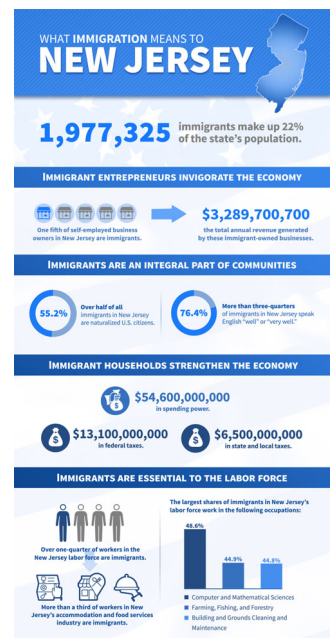 WHAT IMMIGRATION MEANS TO
NEW JERSEY
1,977,325
immigrants make up 22%
of the state's population.
IMMIGRANT ENTREPRENEURS INVIGORATE THE ECONOMY
One fifth of self-employed business
owners in New Jersey are immigrants.
$3,289,700,700
the total annual revenue generated
by these immigrant-owned businesses.
IMMIGRANTS ARE AN INTEGRAL PART OF COMMUNITIES
55.2%
Over half of all
immigrants in New Jersey
are naturalized U.S. citizens.
76.4%
More than three-quarters
of immigrants in New Jersey speak
English "well" or "very well."
IMMIGRANT HOUSEHOLDS STRENGTHEN THE ECONOMY
$54,600,000,000
in spending power.
$13,100,000,000
in federal taxes.
$6,500,000,000
in state and local taxes.
IMMIGRANTS ARE ESSENTIAL TO THE LABOR FORCE
Over one-quarter of workers in the
New Jersey labor force are immigrants.
More than a third of workers in New
Jersey's accommodation and food services
industry are immigrants.
The largest shares of immigrants in New Jersey's
labor force work in the following occupations:
48.6%
44.9%
44.8%
Computer and Mathematical Sciences
Farming, Fishing, and Forestry
Building and Grounds Cleaning and
Maintenance